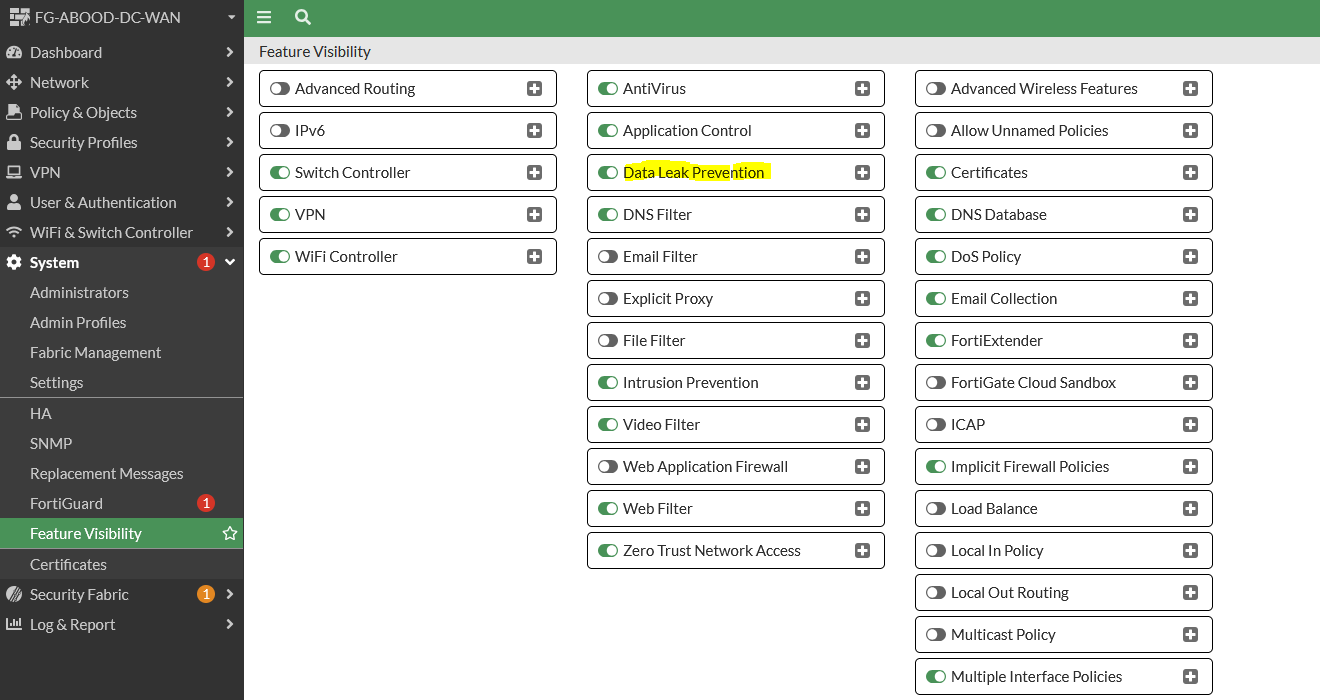 FG-ABOOD-DC-WAN
Dashboard
Network
Policy & Objects
Security Profiles
VPN
User & Authentication
WiFi & Switch Controller
System 1
Administrators
Admin Profiles
Fabric Management
Settings
HA
SNMP
Replacement Messages
FortiGuard 1
Feature Visibility
Certificates
Security Fabric 1
Log & Report
Feature Visibility
Advanced Routing
IPv6
Switch Controller
VPN
WiFi Controller
AntiVirus
Application Control
Data Leak Prevention
DNS Filter
Email Filter
Explicit Proxy
File Filter
Intrusion Prevention
Video Filter
Web Application Firewall
Web Filter
Zero Trust Network Access
Advanced Wireless Features
Allow Unnamed Policies
Certificates
DNS Database
DoS Policy
Email Collection
FortiExtender
FortiGate Cloud Sandbox
ICAP
Implicit Firewall Policies
Load Balance
Local In Policy
Local Out Routing
Multicast Policy
Multiple Interface Policies